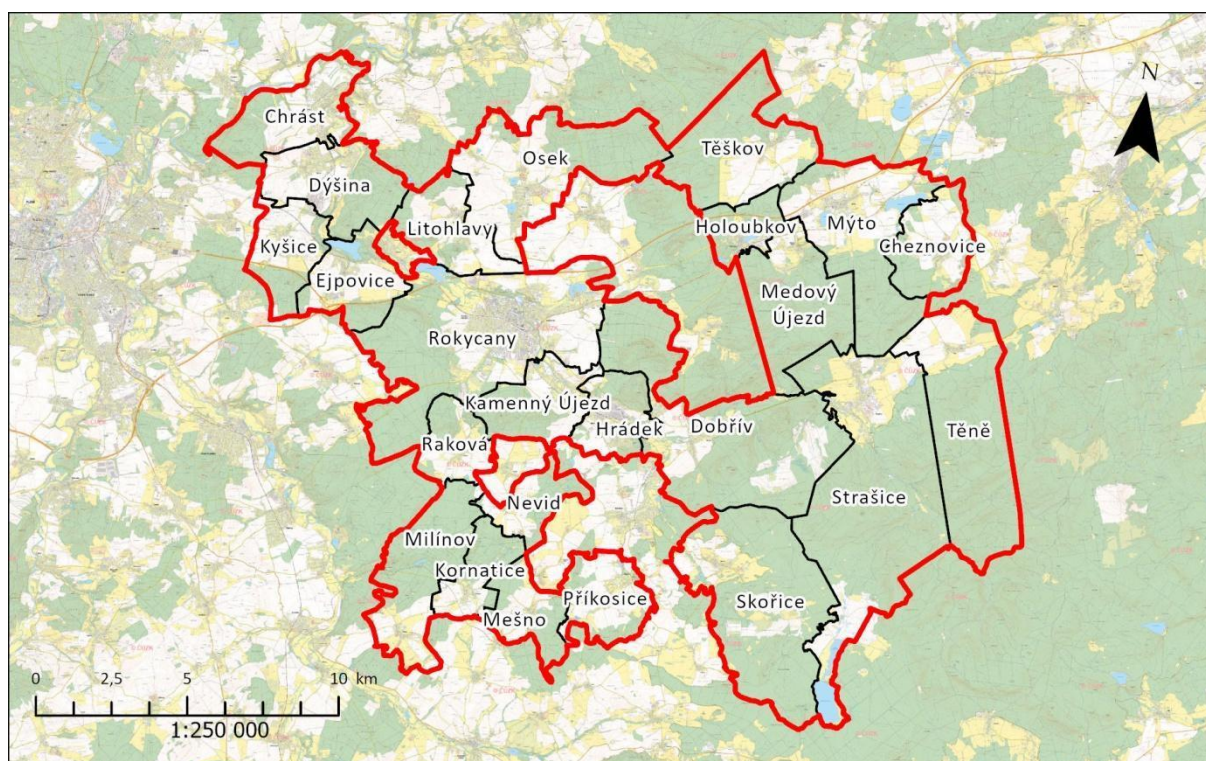 N
Chrást
Osek
Těškov
Dýšina
Litohlavy
Holoubkov
Mýto
Cheznovice
Kyšice
Ejpovice
Medový
Újezd
Rokycany
Kamenný Újezd
Hrádek
Dobřív
Těně
Raková
Nevid
Strašice
Milínov
Kornatice
Příkosice
Skořice
Mešno
0 2,5 5 10 km
1:250 000